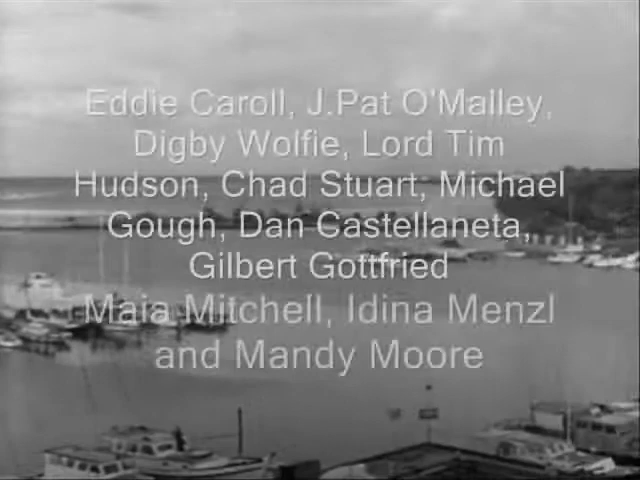 Eddie Caroll, J.Pat O'Malley,
Digby Wolfie, Lord Tim
Hudson, Chad Stuart, Michael
Gough, Dan Castellaneta,
Gilbert Gottfried
Maia Mitchell, Idina Menzl
and Mandy Moore